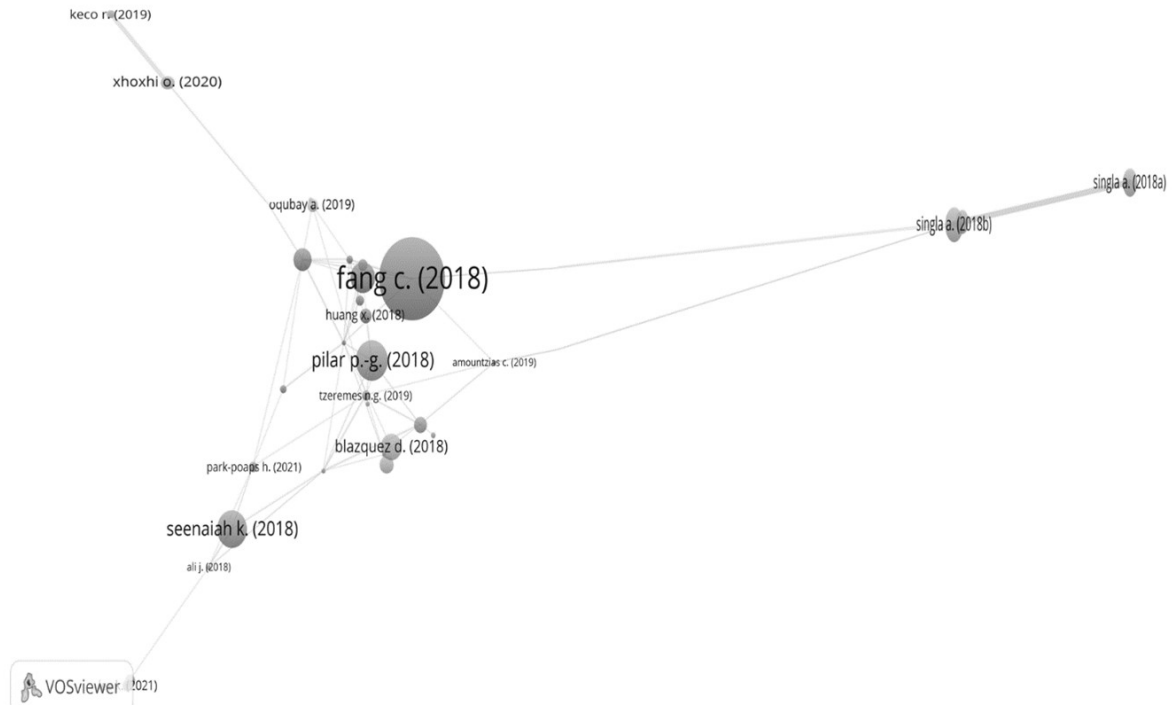 keco r. (2019)
xhoxhi o. (2020)
singla a. (2018a)
oqubay a. (2019)
singla a. (2018b)
fang c. (2018)
huang x. (2018)
pilar p.-g. (2018)
amountzias c. (2019)
tzeremes n.g. (2019)
blazquez d. (2018)
park-poaps h. (2021)
seenaiah k. (2018)
ali j. (2018)
VOSviewer
2021)